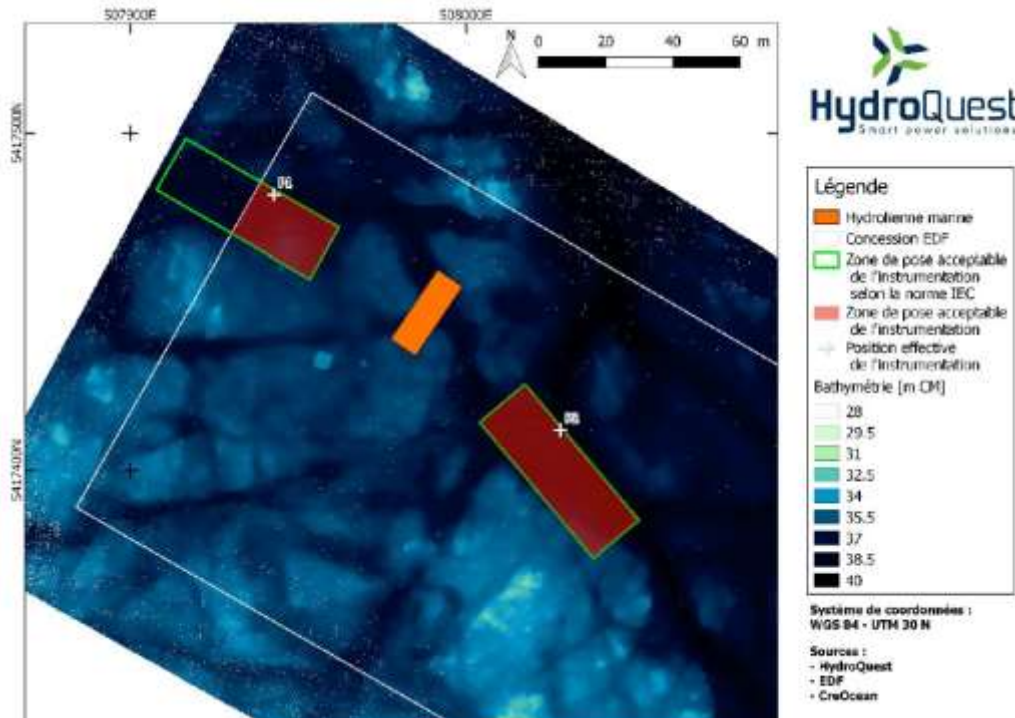 507900E
508000E
N
0 20 40 60 m
5417500N
5417400N
HydroQuest
Smart power solutions
Légende
Hydrolienne marine
Concession EDF
Zone de pose acceptable
de l'instrumentation
selon la norme IEC
Zone de pose acceptable
de l'instrumentation
Position effective
de l'instrumentation
Bathymétrie [m CM]
28
29.5
31
32.5
34
35.5
37
38.5
40
Système de coordonnées :
WGS 84 - UTM 30 N
Sources :
- HydroQuest
- EDF
- CreOcean